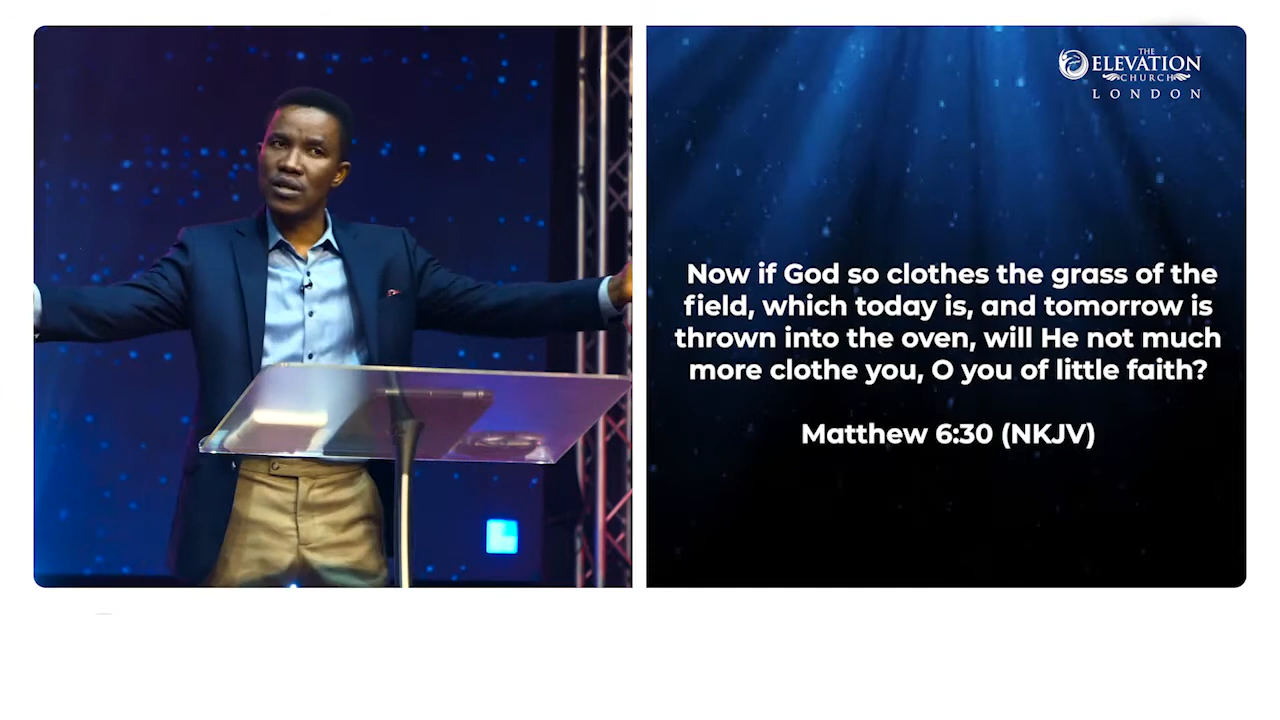 THE
ELEVATION
CHURCH
LONDON
Now if God so clothes the grass of the
field, which today is, and tomorrow is
thrown into the oven, will He not much
more clothe you, O you of little faith?
Matthew 6:30 (NKJV)